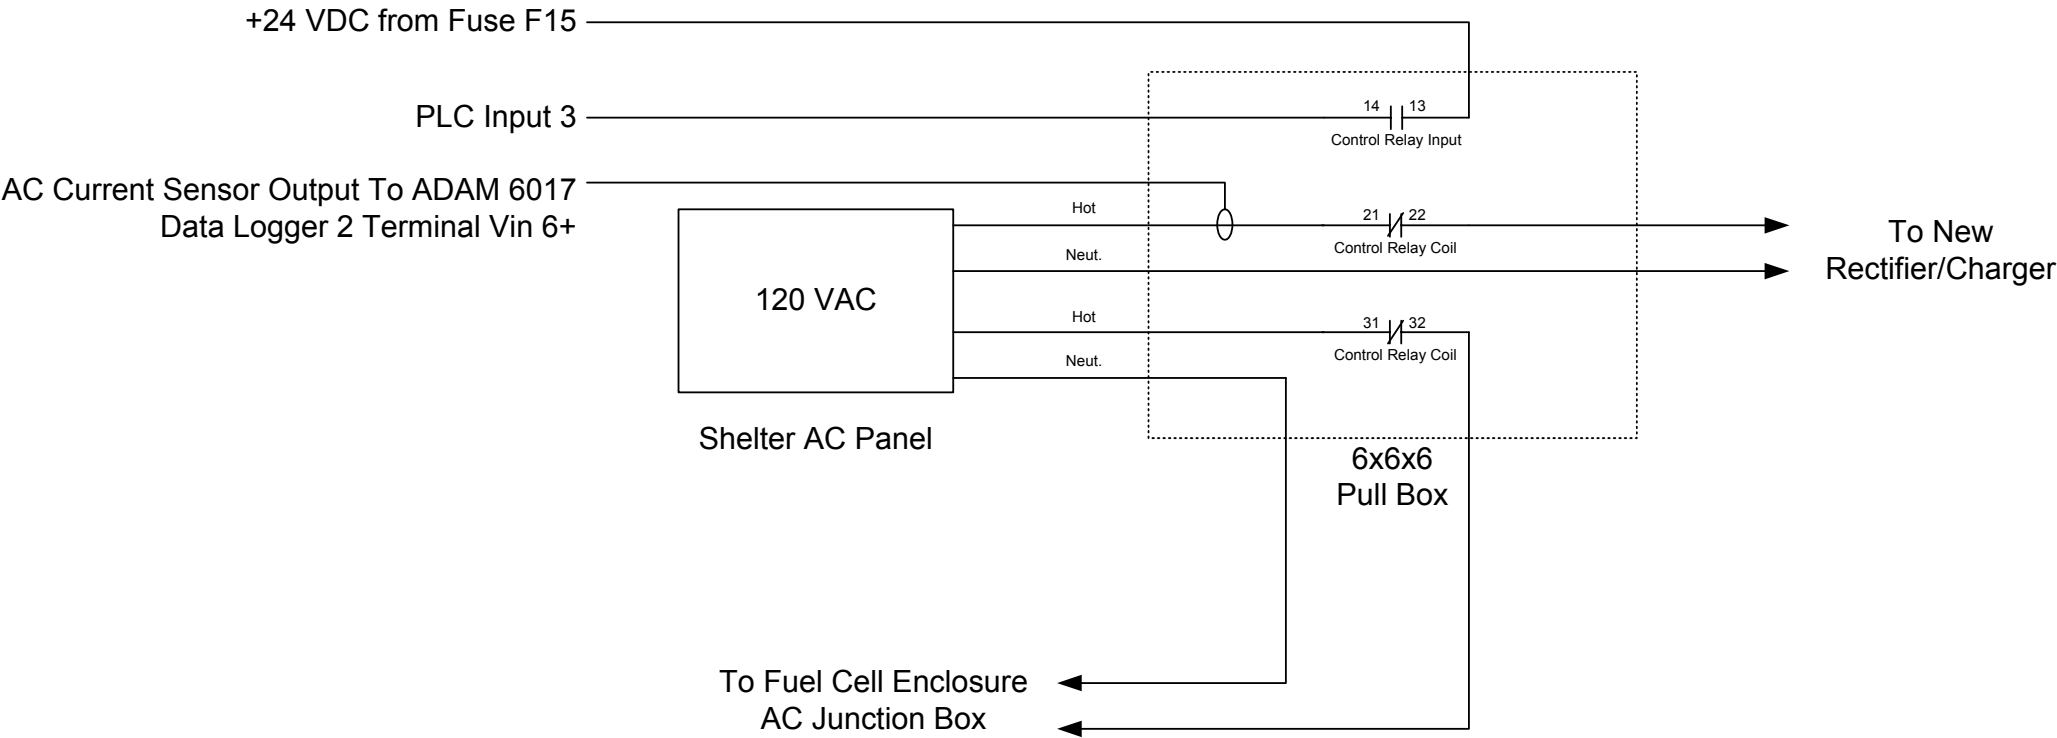 +24 VDC from Fuse F15
PLC Input 3
14 13
Control Relay Input
AC Current Sensor Output To ADAM 6017
Data Logger 2 Terminal Vin 6+
Hot
21 22
Control Relay Coil
Neut.
To New
Rectifier/Charger
120 VAC
Hot
31 32
Control Relay Coil
Neut.
Shelter AC Panel
6x6x6
Pull Box
To Fuel Cell Enclosure
AC Junction Box